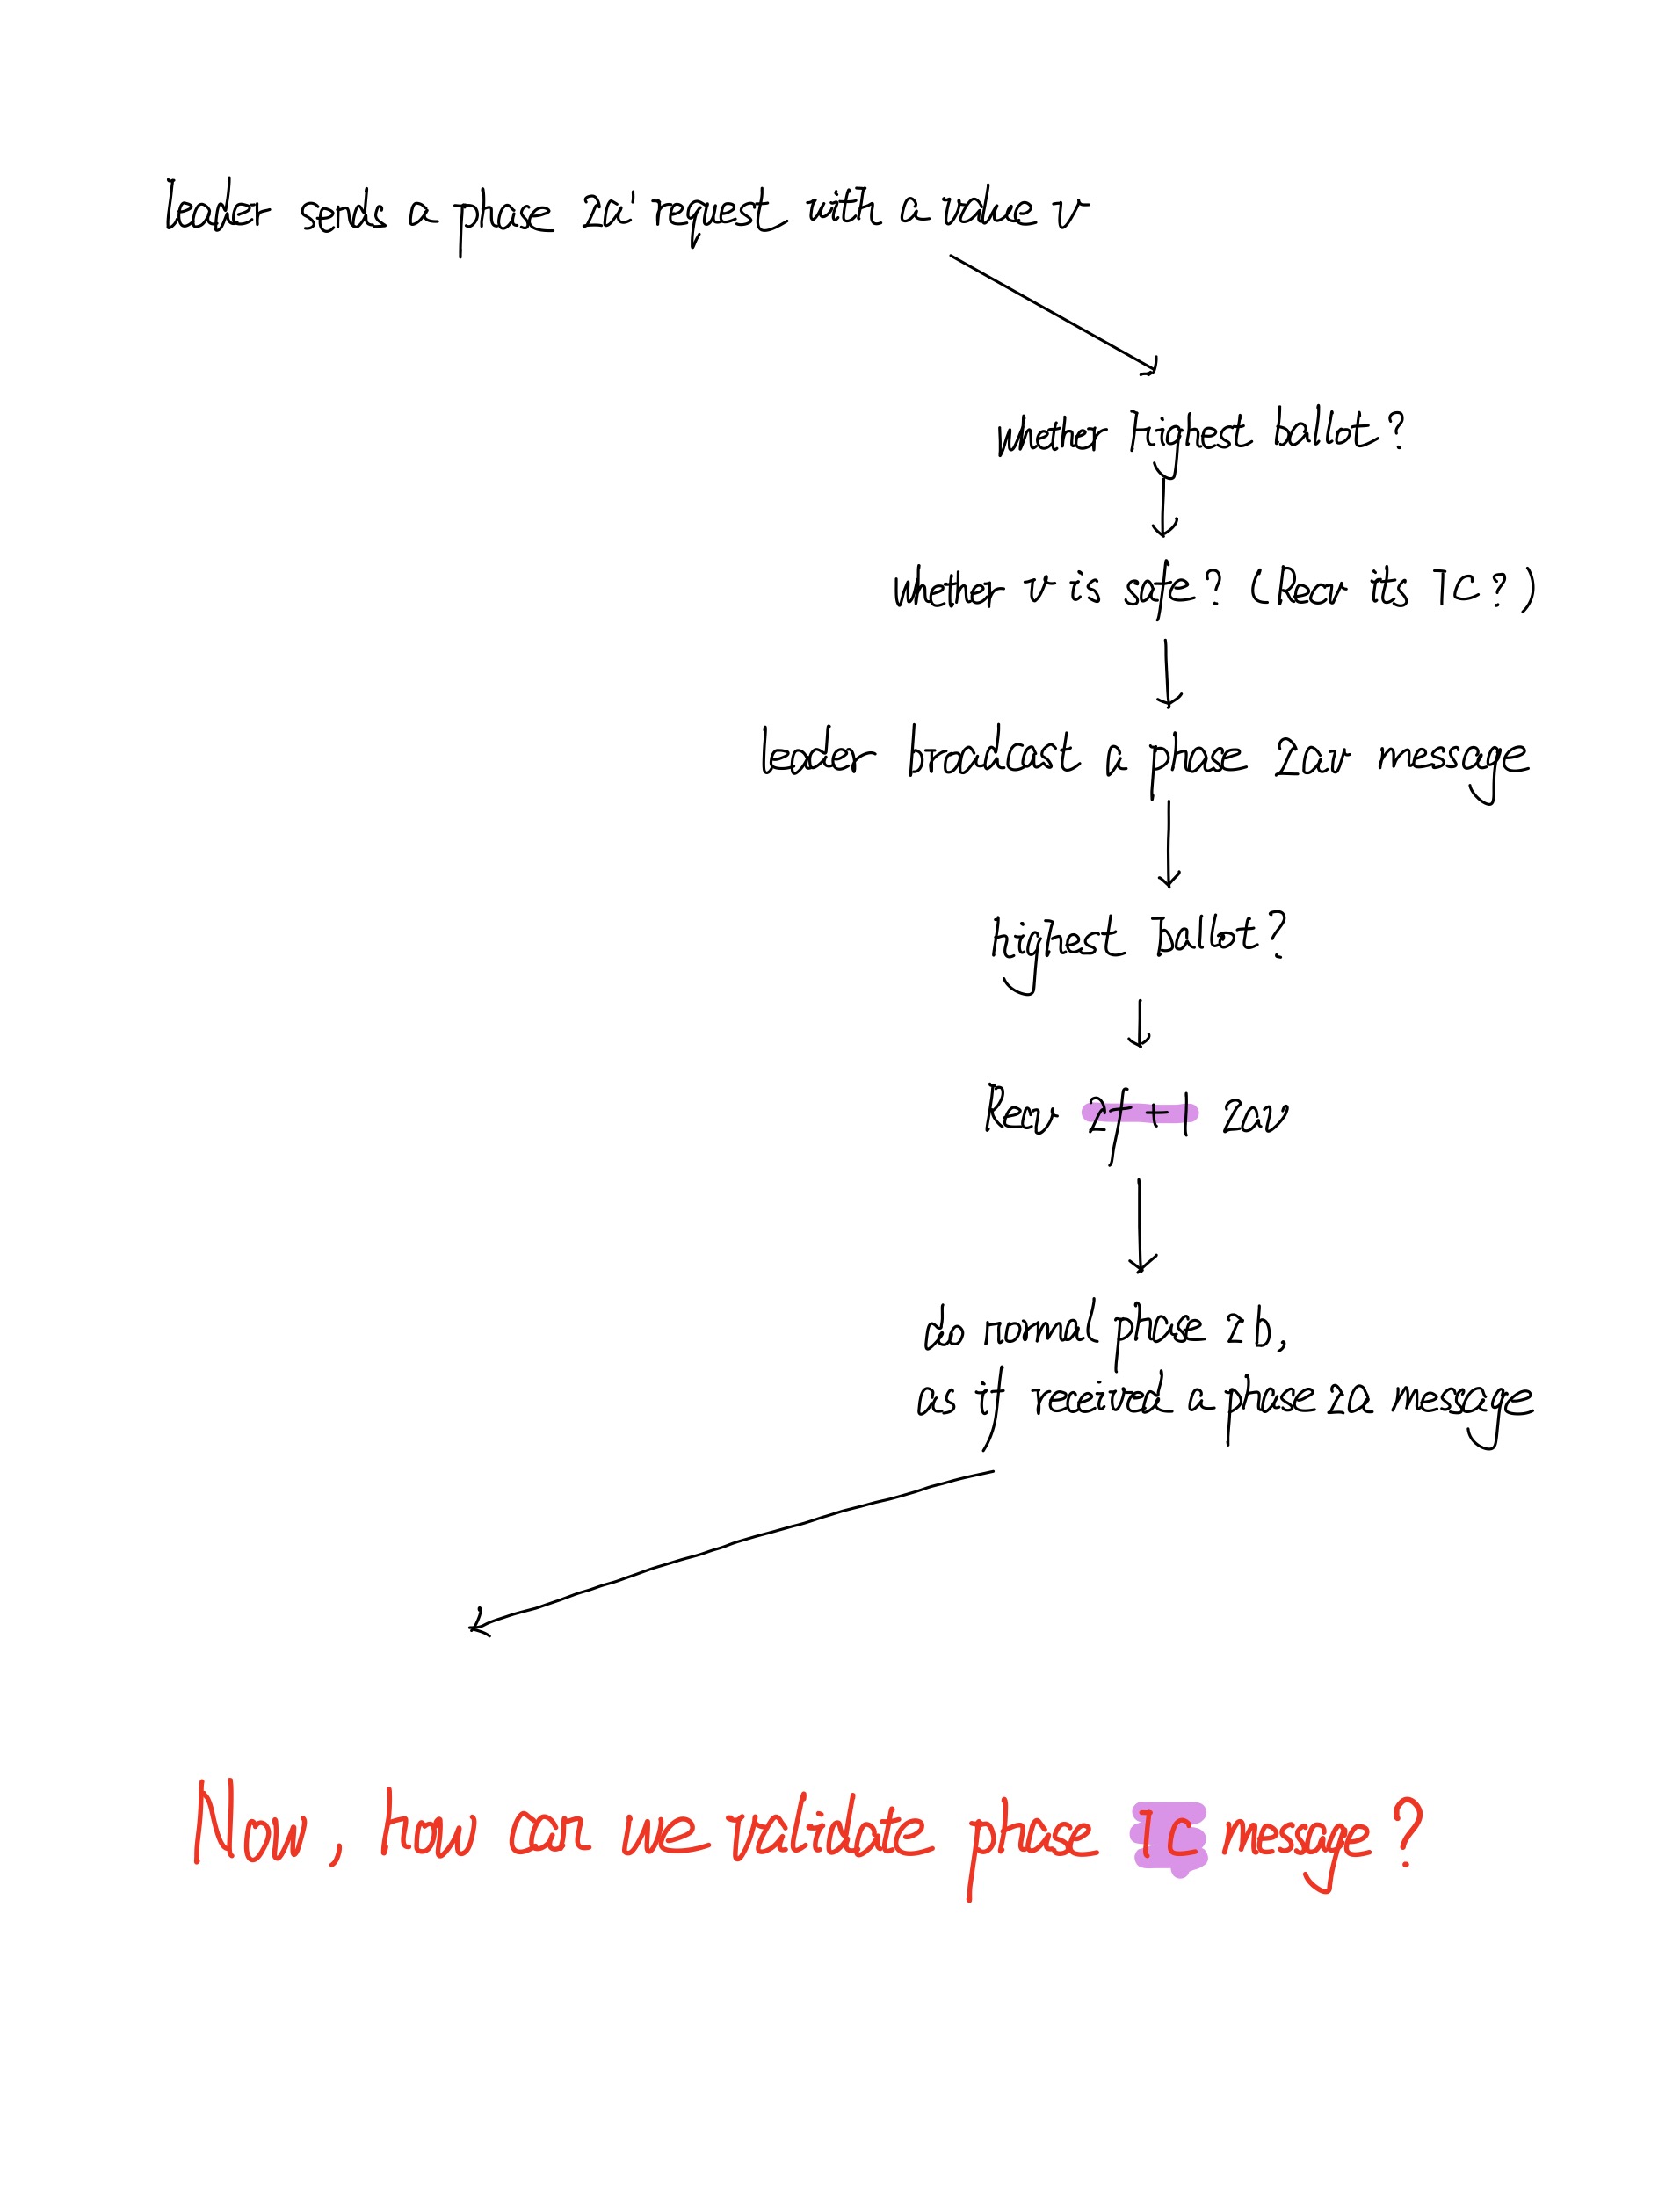 leader sends a phase 2a' request with a value v
whether highest ballot?
whether v is safe? (Recv its 1C?)
leader broadcast a phase 2av message
highest ballot?
Recv 2f+1 2av
do normal phase 2b,
as if received a phase 2a message
Now, how can we validate phase 1C message?